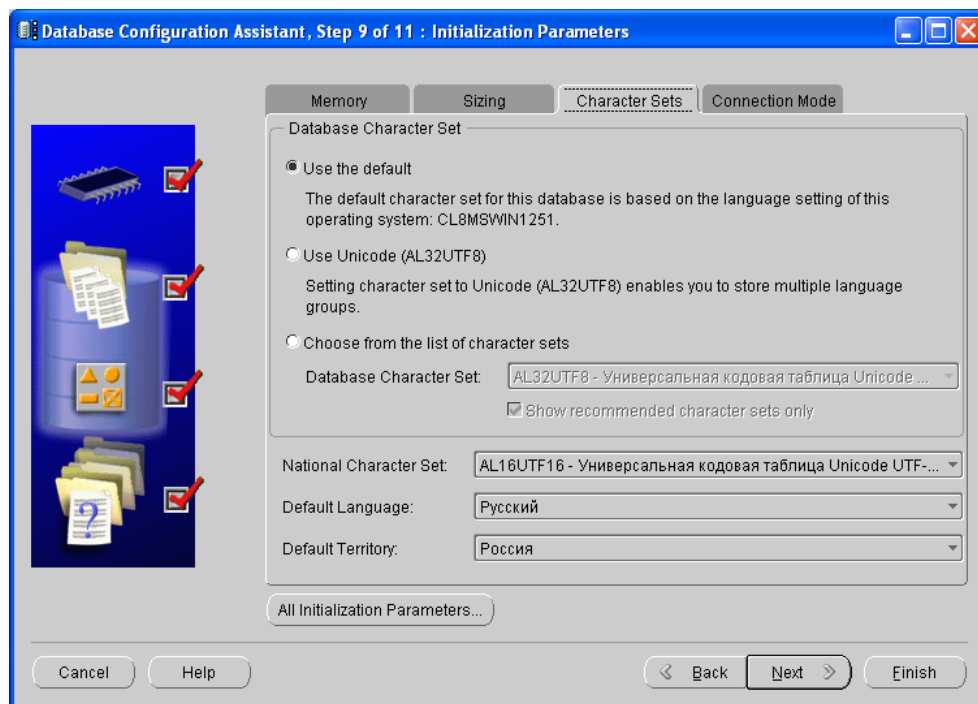 Database Configuration Assistant, Step 9 of 11 : Initialization Parameters
Memory Sizing Character Sets Connection Mode
Database Character Set
Use the default
The default character set for this database is based on the language setting of this
operating system: CL8MSWIN1251.
Use Unicode (AL32UTF8)
Setting character set to Unicode (AL32UTF8) enables you to store multiple language
groups.
Choose from the list of character sets
Database Character Set: AL32UTF8 - Универсальная кодовая таблица Unicode ...
Show recommended character sets only
National Character Set: AL16UTF16 - Универсальная кодовая таблица Unicode UTF-...
Default Language: Русский
Default Territory: Россия
All Initialization Parameters...
Cancel Help Back Next Finish